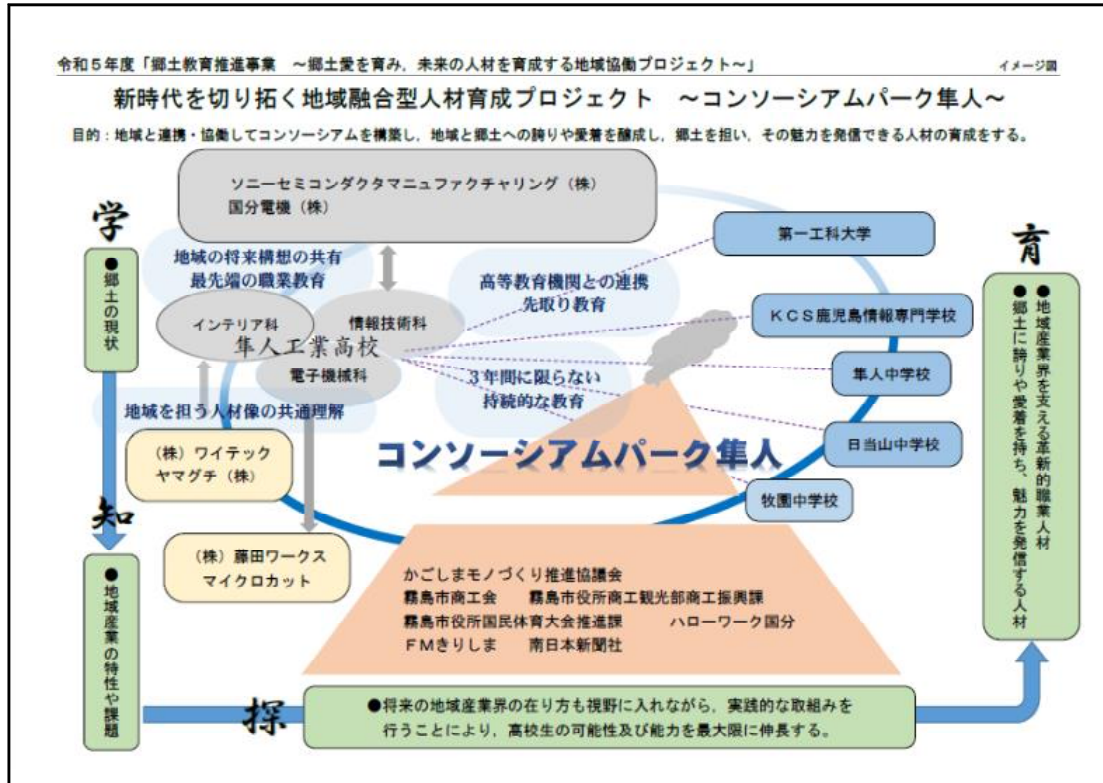 令和5年度「郷土教育推進事業　～郷土愛を育み，未来の人材を育成する地域協働プロジェクト～」
イメージ図
新時代を切り拓く地域融合型人材育成プロジェクト　～コンソーシアムパーク隼人～
目的：地域と連携・協働してコンソーシアムを構築し，地域と郷土への誇りや愛着を醸成し，郷土を担い，その魅力を発信できる人材の育成をする。
ソニーセミコンダクタマニュファクチャリング（株）
国分電機（株）
学
●郷土の現状
地域の将来構想の共有
最先端の職業教育
高等教育機関との連携
先取り教育
第一工科大学
育
●地域産業界を支える革新的職業人材
●郷土に誇りや愛着を持ち、魅力を発信する人材
インテリア科
情報技術科
隼人工業高校
電子機械科
KCS鹿児島情報専門学校
3年間に限らない
持続的な教育
隼人中学校
地域を担う人材像の共通理解
日当山中学校
コンソーシアムパーク隼人
（株）ワイテック
ヤマグチ（株）
牧園中学校
知
（株）藤田ワークス
マイクロカット
●地域産業の特性や課題
かごしまモノづくり推進協議会
霧島市商工会　霧島市役所商工観光部商工振興課
霧島市役所国民体育大会推進課　ハローワーク国分
FMきりしま　南日本新聞社
探
●将来の地域産業界の在り方も視野に入れながら，実践的な取組みを
行うことにより，高校生の可能性及び能力を最大限に伸長する。